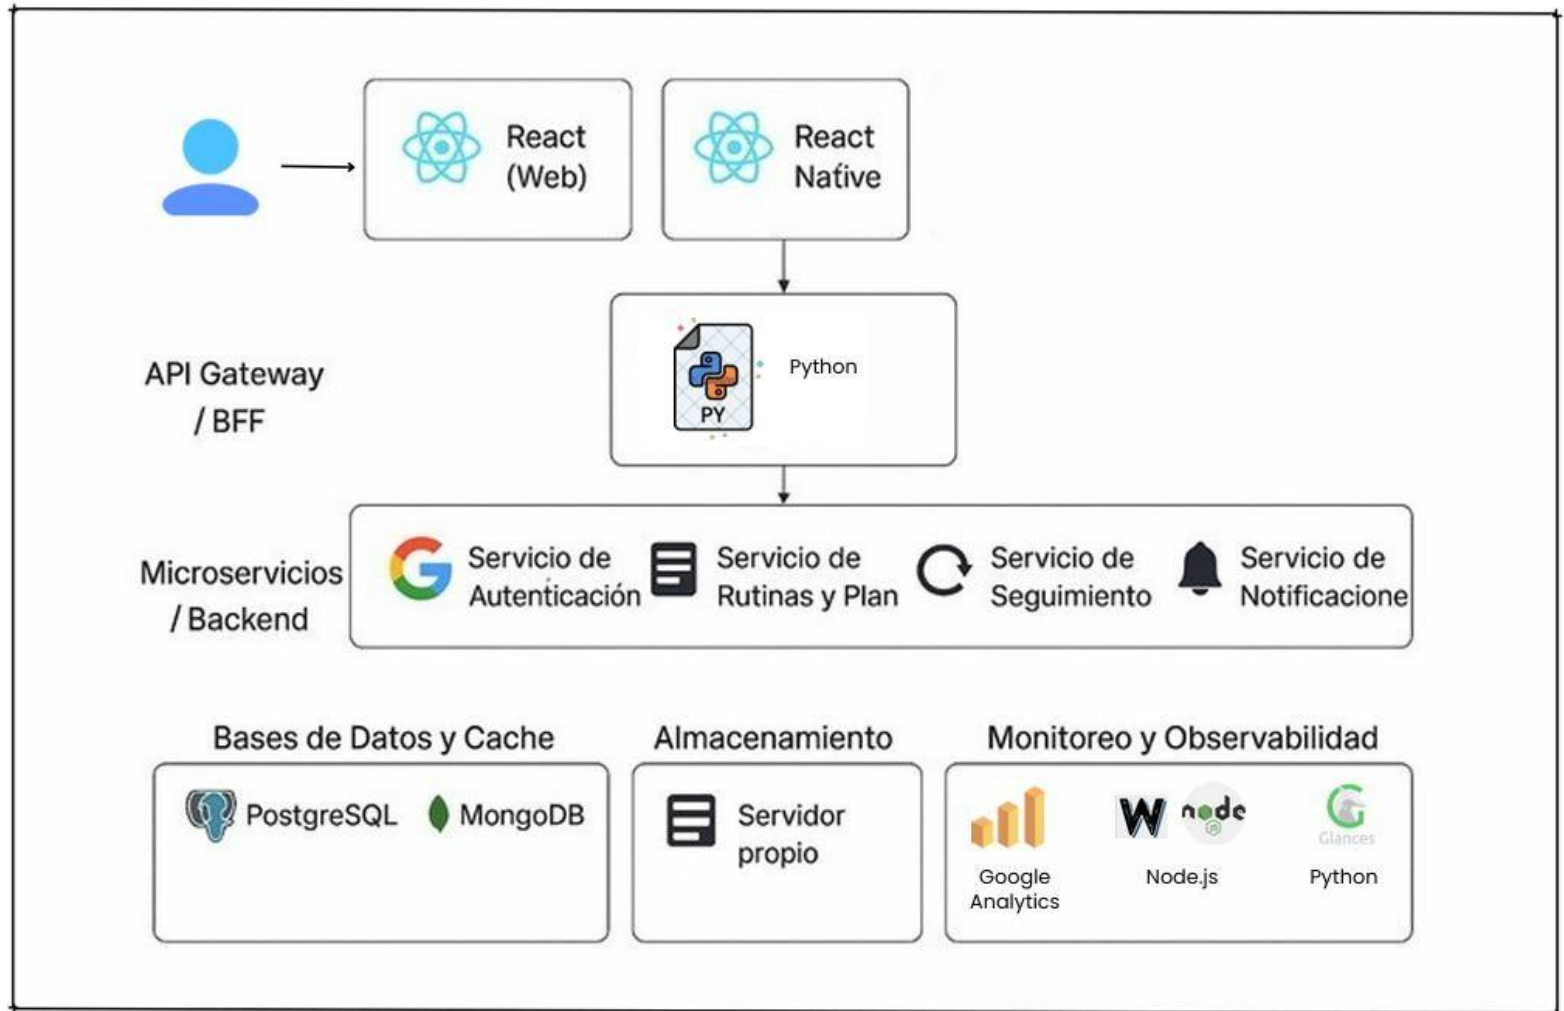 React
(Web)
React
Native
API Gateway
/ BFF
PY
Python
Microservicios
/ Backend
Servicio de
Autenticación
Servicio de
Rutinas y Plan
Servicio de
Seguimiento
Servicio de
Notificacione
Bases de Datos y Cache
PostgreSQL
MongoDB
Almacenamiento
Servidor
propio
Monitoreo y Observabilidad
Google
Analytics
W
node
JS
Node.js
Glances
Python